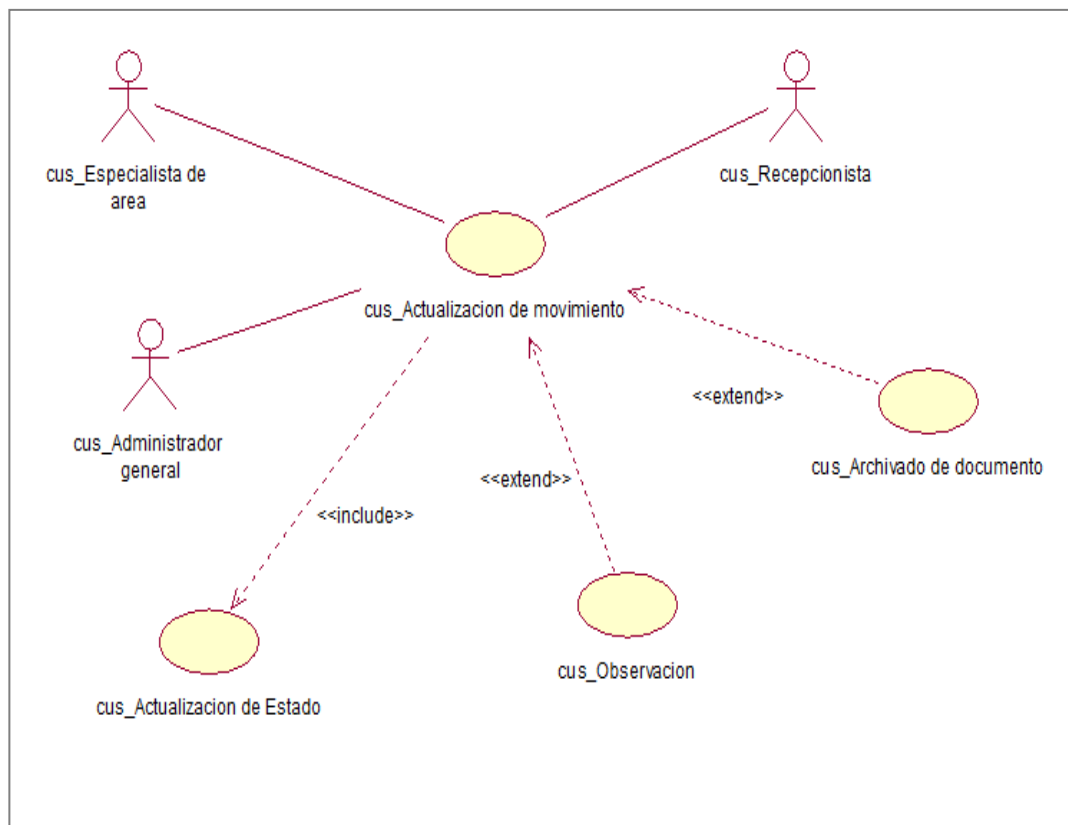 cus_Especialista de
area
cus_Recepcionista
cus_Actualizacion de movimiento
cus_Administrador
general
<<extend>>
cus_Archivado de documento
<<extend>>
<<include>>
cus_Observacion
cus_Actualizacion de Estado